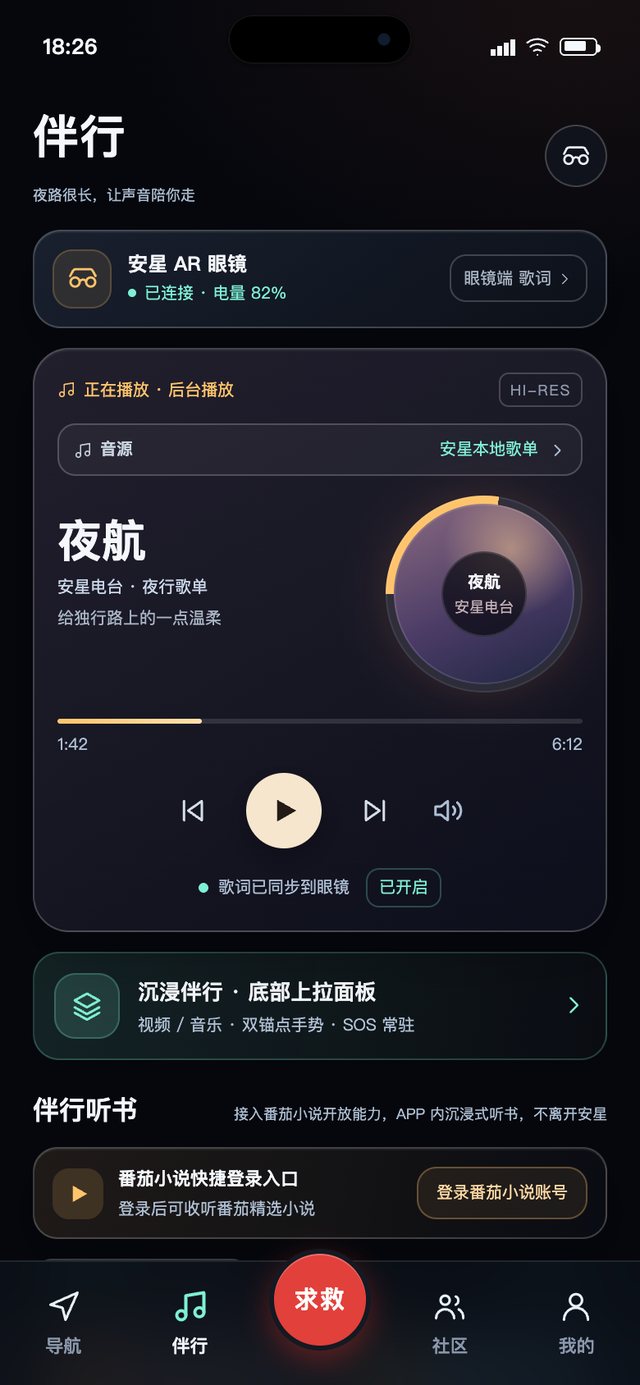 18:26
伴行
夜路很长，让声音陪你走
安星 AR 眼镜
已连接 · 电量 82%
眼镜端 歌词
正在播放 · 后台播放
HI-RES
音源
安星本地歌单
夜航
安星电台 · 夜行歌单
给独行路上的一点温柔
夜航
安星电台
1:42
6:12
歌词已同步到眼镜
已开启
沉浸伴行 · 底部上拉面板
视频 / 音乐 · 双锚点手势 · SOS 常驻
伴行听书
接入番茄小说开放能力，APP 内沉浸式听书，不离开安星
番茄小说快捷登录入口
登录后可收听番茄精选小说
登录番茄小说账号
导航
伴行
求救
社区
我的